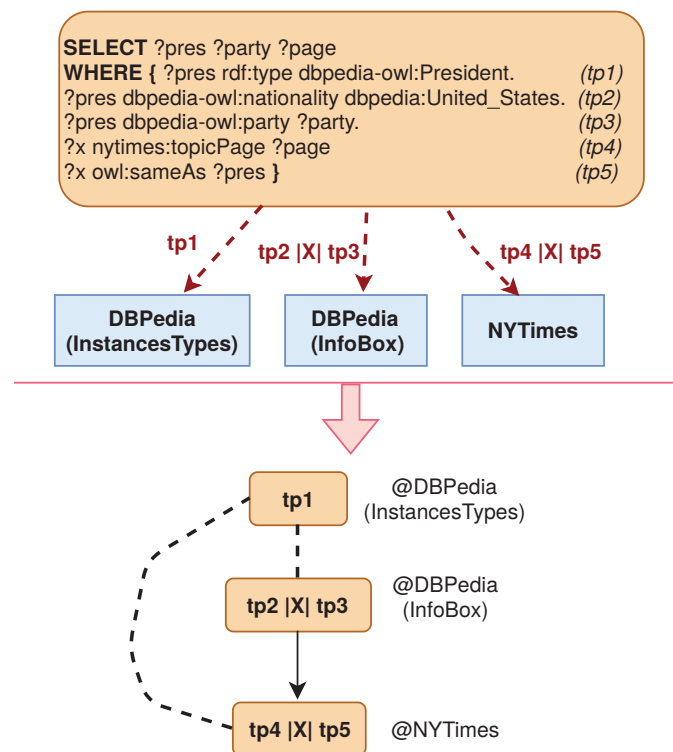 SELECT ?pres ?party ?page
WHERE { ?pres rdf:type dbpedia-owl:President. (tp1)
?pres dbpedia-owl:nationality dbpedia:United_States. (tp2)
?pres dbpedia-owl:party ?party. (tp3)
?x nytimes:topicPage ?page (tp4)
?x owl:sameAs ?pres } (tp5)
tp1
tp2 |X| tp3
tp4 |X| tp5
DBPedia
(InstancesTypes)
DBPedia
(InfoBox)
NYTimes
tp1
@DBPedia
(InstancesTypes)
tp2 |X| tp3
@DBPedia
(InfoBox)
tp4 |X| tp5
@NYTimes